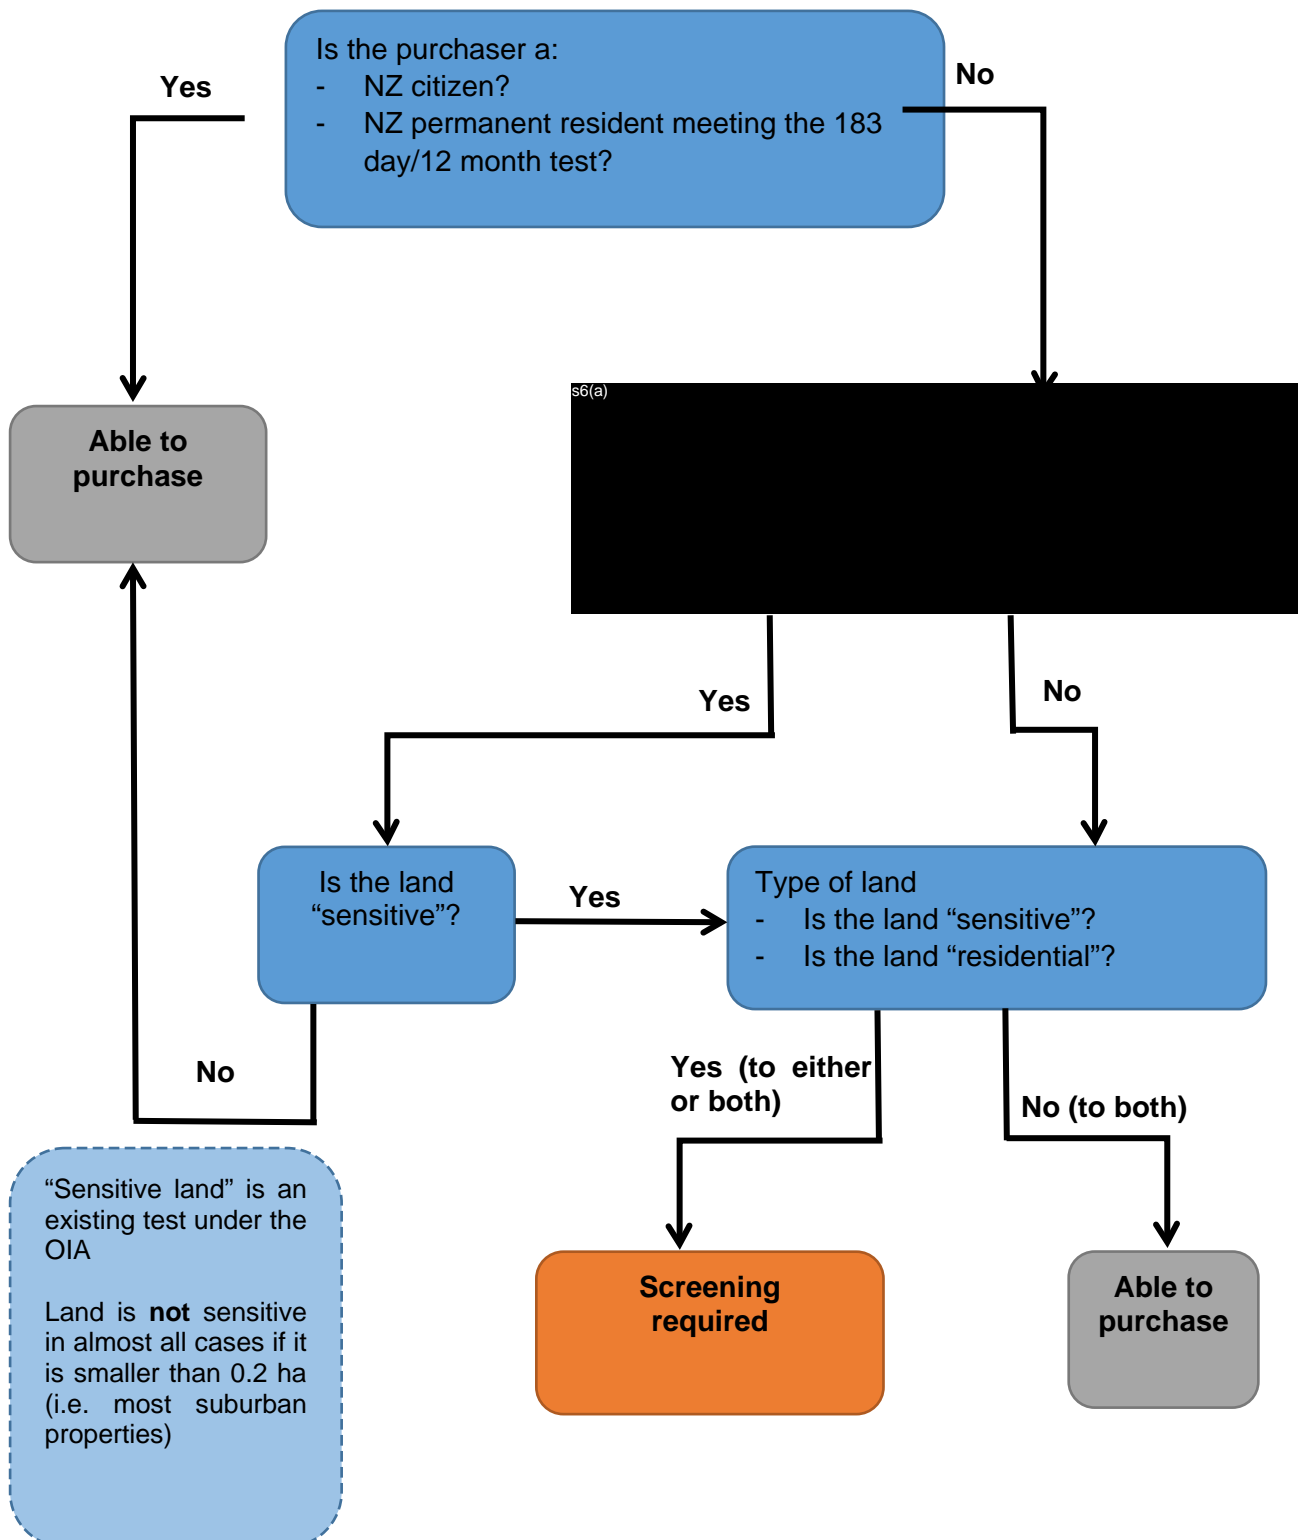 Is the purchaser a:
- NZ citizen?
- NZ permanent resident meeting the 183
day/12 month test?
Yes
No
s6(a)
Able to
purchase
Yes
No
Is the land
“sensitive”?
Yes
Type of land
- Is the land “sensitive”?
- Is the land “residential”?
No
Yes (to either
or both)
No (to both)
“Sensitive land” is an
existing test under the
OIA
Land is not sensitive
in almost all cases if it
is smaller than 0.2 ha
(i.e. most suburban
properties)
Screening
required
Able to
purchase